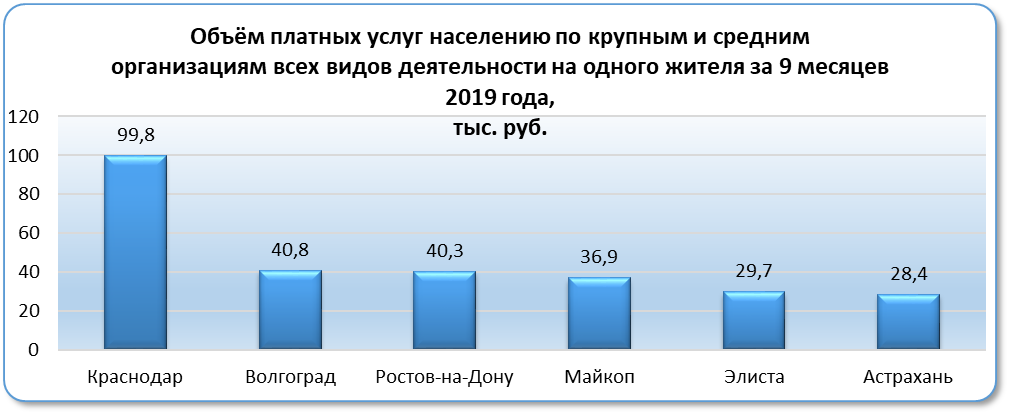 Объём платных услуг населению по крупным и средним
организациям всех видов деятельности на одного жителя за 9 месяцев
2019 года,
тыс. руб.
120
100
80
60
40
20
0
99,8
40,8
40,3
36,9
29,7
28,4
Краснодар
Волгоград
Ростов-на-Дону
Майкоп
Элиста
Астрахань